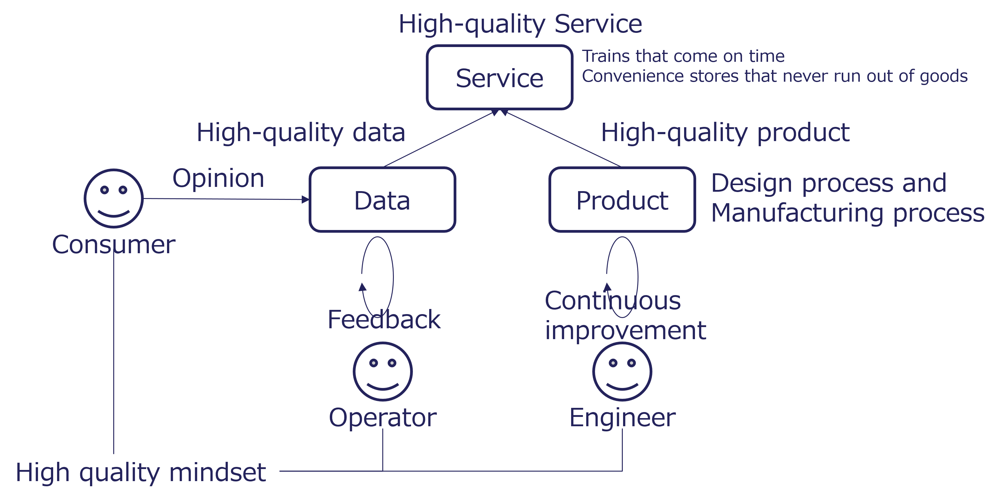 High-quality Service
Service
Trains that come on time
Convenience stores that never run out of goods
High-quality data
High-quality product
Opinion
Consumer
Data
Product
Design process and
Manufacturing process
Feedback
Continuous
improvement
Operator
Engineer
High quality mindset